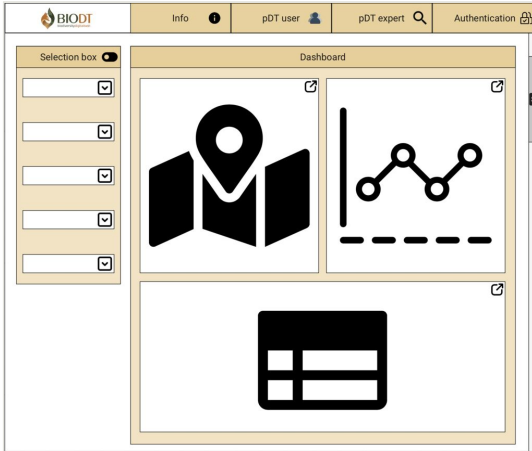 BIODT
Info
pDT user
pDT expert
Authentication
Selection box
Dashboard